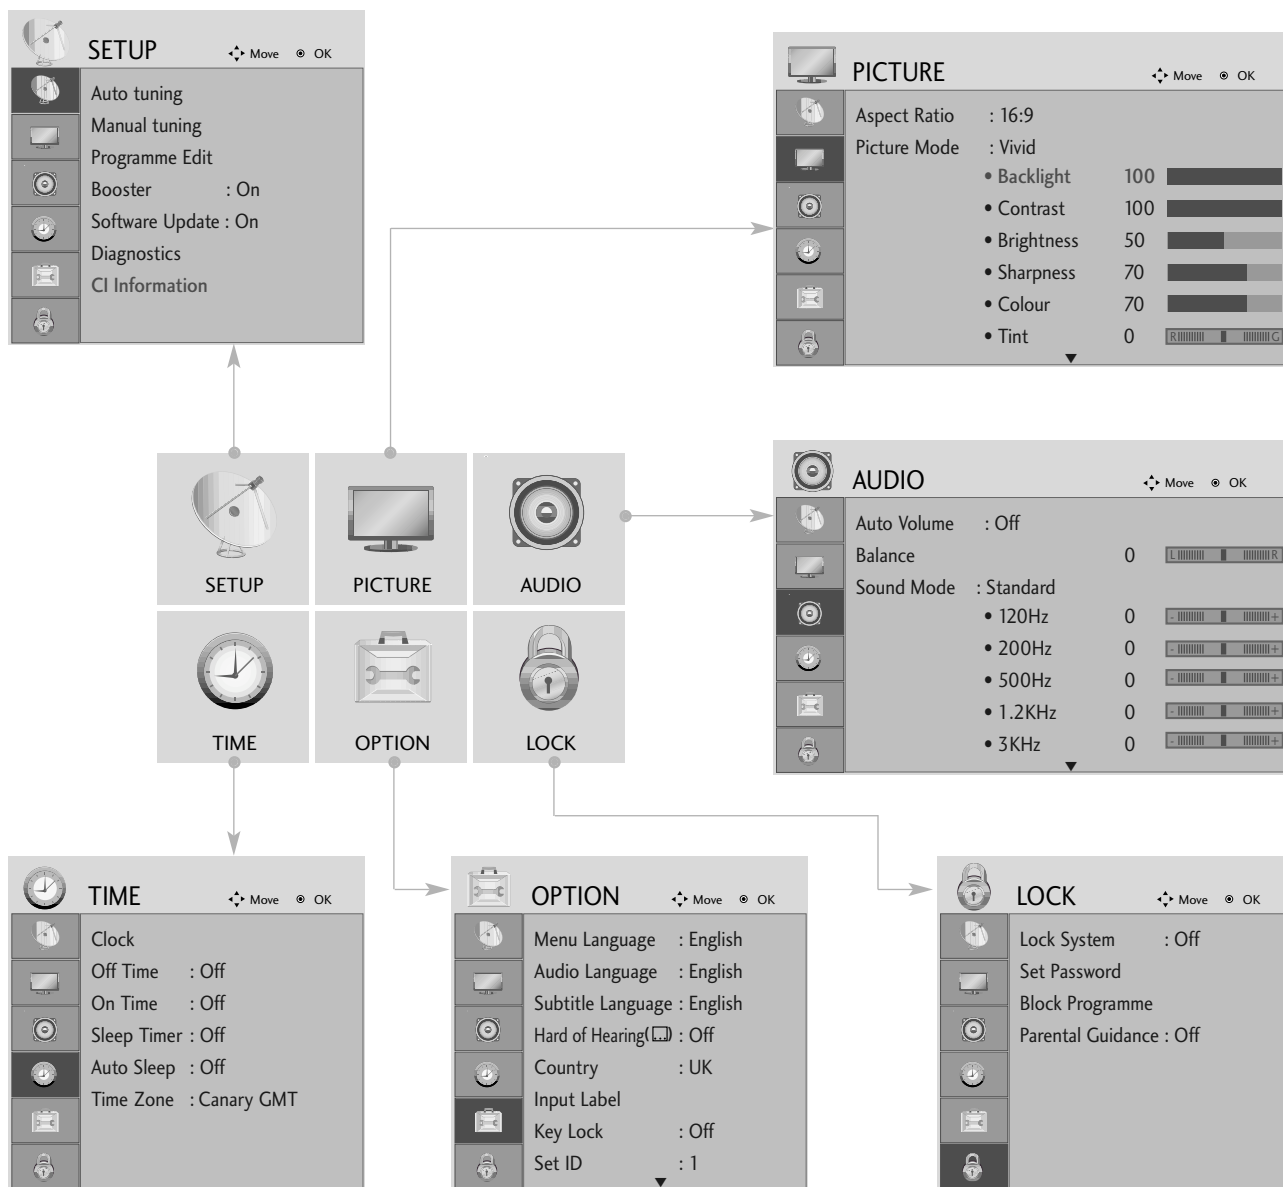 SETUP Move OK
Auto tuning
Manual tuning
Programme Edit
Booster : On
Software Update : On
Diagnostics
CI Information
PICTURE Move OK
Aspect Ratio : 16:9
Picture Mode : Vivid
• Backlight 100
• Contrast 100
• Brightness 50
• Sharpness 70
• Colour 70
• Tint 0 R G
SETUP
PICTURE
AUDIO
TIME
OPTION
LOCK
AUDIO Move OK
Auto Volume : Off
Balance 0 L R
Sound Mode : Standard
• 120Hz 0 - +
• 200Hz 0 - +
• 500Hz 0 - +
• 1.2KHz 0 - +
• 3KHz 0 - +
TIME Move OK
Clock
Off Time : Off
On Time : Off
Sleep Timer : Off
Auto Sleep : Off
Time Zone : Canary GMT
OPTION Move OK
Menu Language : English
Audio Language : English
Subtitle Language : English
Hard of Hearing( ) : Off
Country : UK
Input Label
Key Lock : Off
Set ID : 1
LOCK Move OK
Lock System : Off
Set Password
Block Programme
Parental Guidance : Off